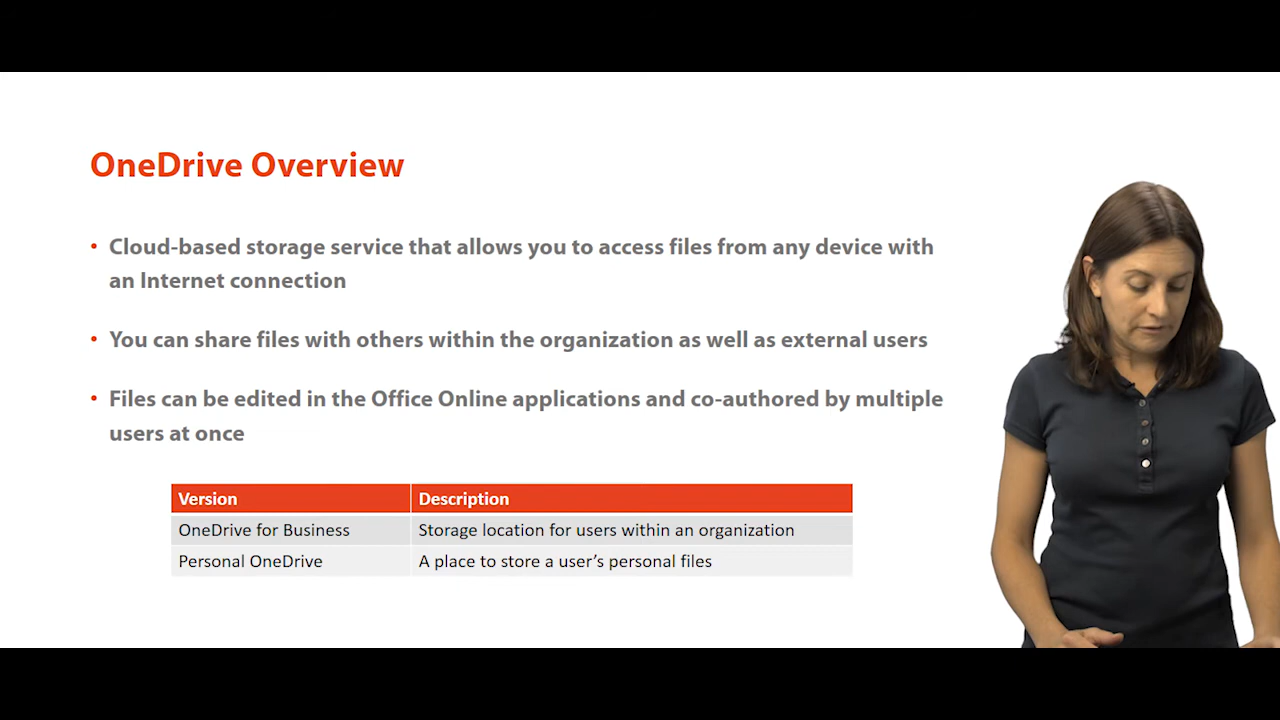 OneDrive Overview
• Cloud-based storage service that allows you to access files from any device with
an Internet connection
• You can share files with others within the organization as well as external users
• Files can be edited in the Office Online applications and co-authored by multiple
users at once
Version Description
OneDrive for Business Storage location for users within an organization
Personal OneDrive A place to store a user’s personal files